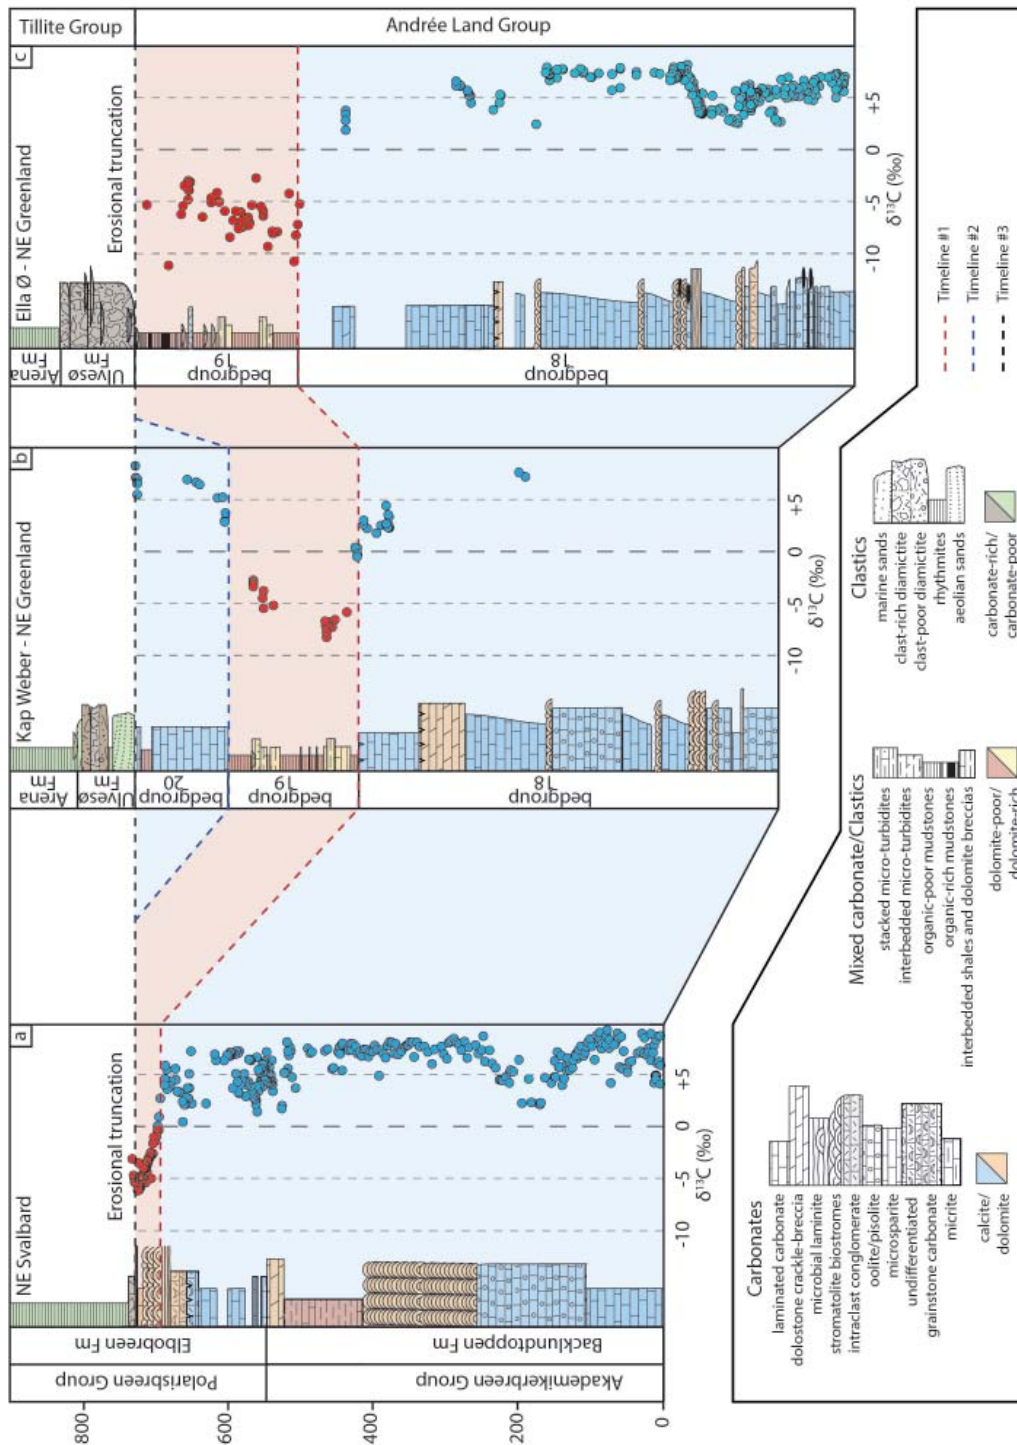 NE Svalbard
a
Erosional truncation
Polarisbreen Group
Elbobreen Fm
Akademikerbreen Group
Backlundtoppen Fm
800
600
400
200
0
-10
-5
0
+5
δ¹³C (‰)
Kap Weber - NE Greenland
b
Arena
Fm
Ulvesø
Fm
bedgroup
20
bedgroup
19
bedgroup
18
-10
-5
0
+5
δ¹³C (‰)
Ella Ø - NE Greenland
c
Tillite Group
Andrée Land Group
Erosional truncation
Arena
Fm
Ulvesø
Fm
bedgroup
19
bedgroup
18
-10
-5
0
+5
δ¹³C (‰)
Carbonates
laminated carbonate
dolostone crackle-breccia
microbial laminite
stromatolite biostromes
intraclast conglomerate
oolite/pisolite
microsparite
undifferentiated
grainstone carbonate
micrite
calcite/
dolomite
Mixed carbonate/Clastics
stacked micro-turbidites
interbedded micro-turbidites
organic-poor mudstones
organic-rich mudstones
interbedded shales and dolomite breccias
dolomite-poor/
dolomite-rich
Clastics
marine sands
clast-rich diamictite
clast-poor diamictite
rhythmites
aeolian sands
carbonate-rich/
carbonate-poor
Timeline #1
Timeline #2
Timeline #3